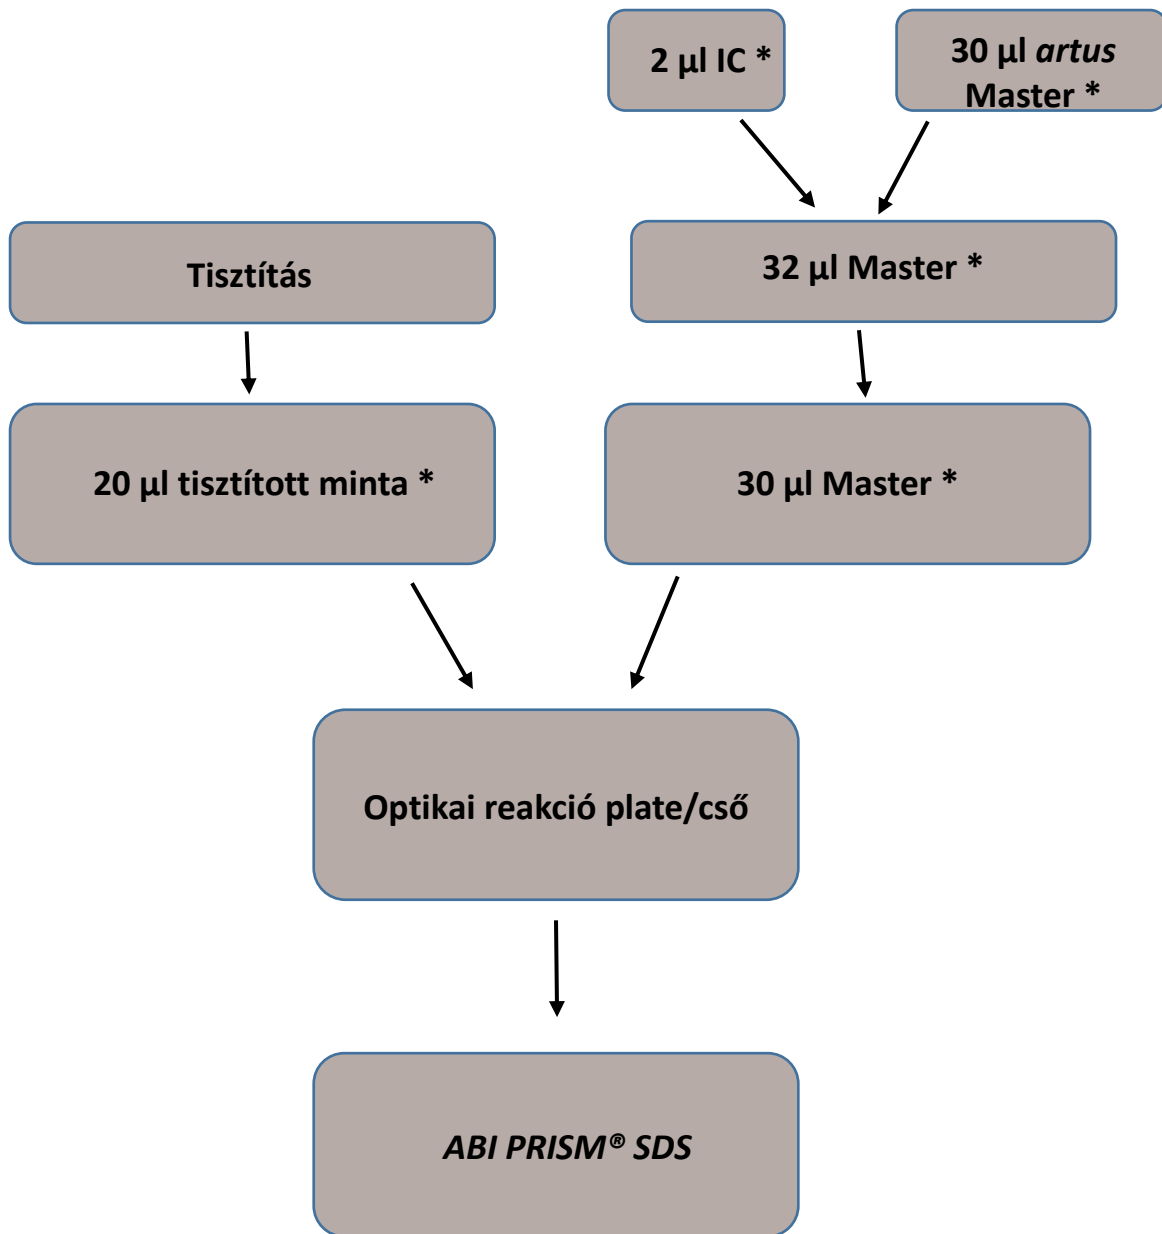 2 µl IC *
30 µl artus
Master *
Tisztítás
32 µl Master *
20 µl tisztított minta *
30 µl Master *
Optikai reakció plate/cső
ABI PRISM® SDS